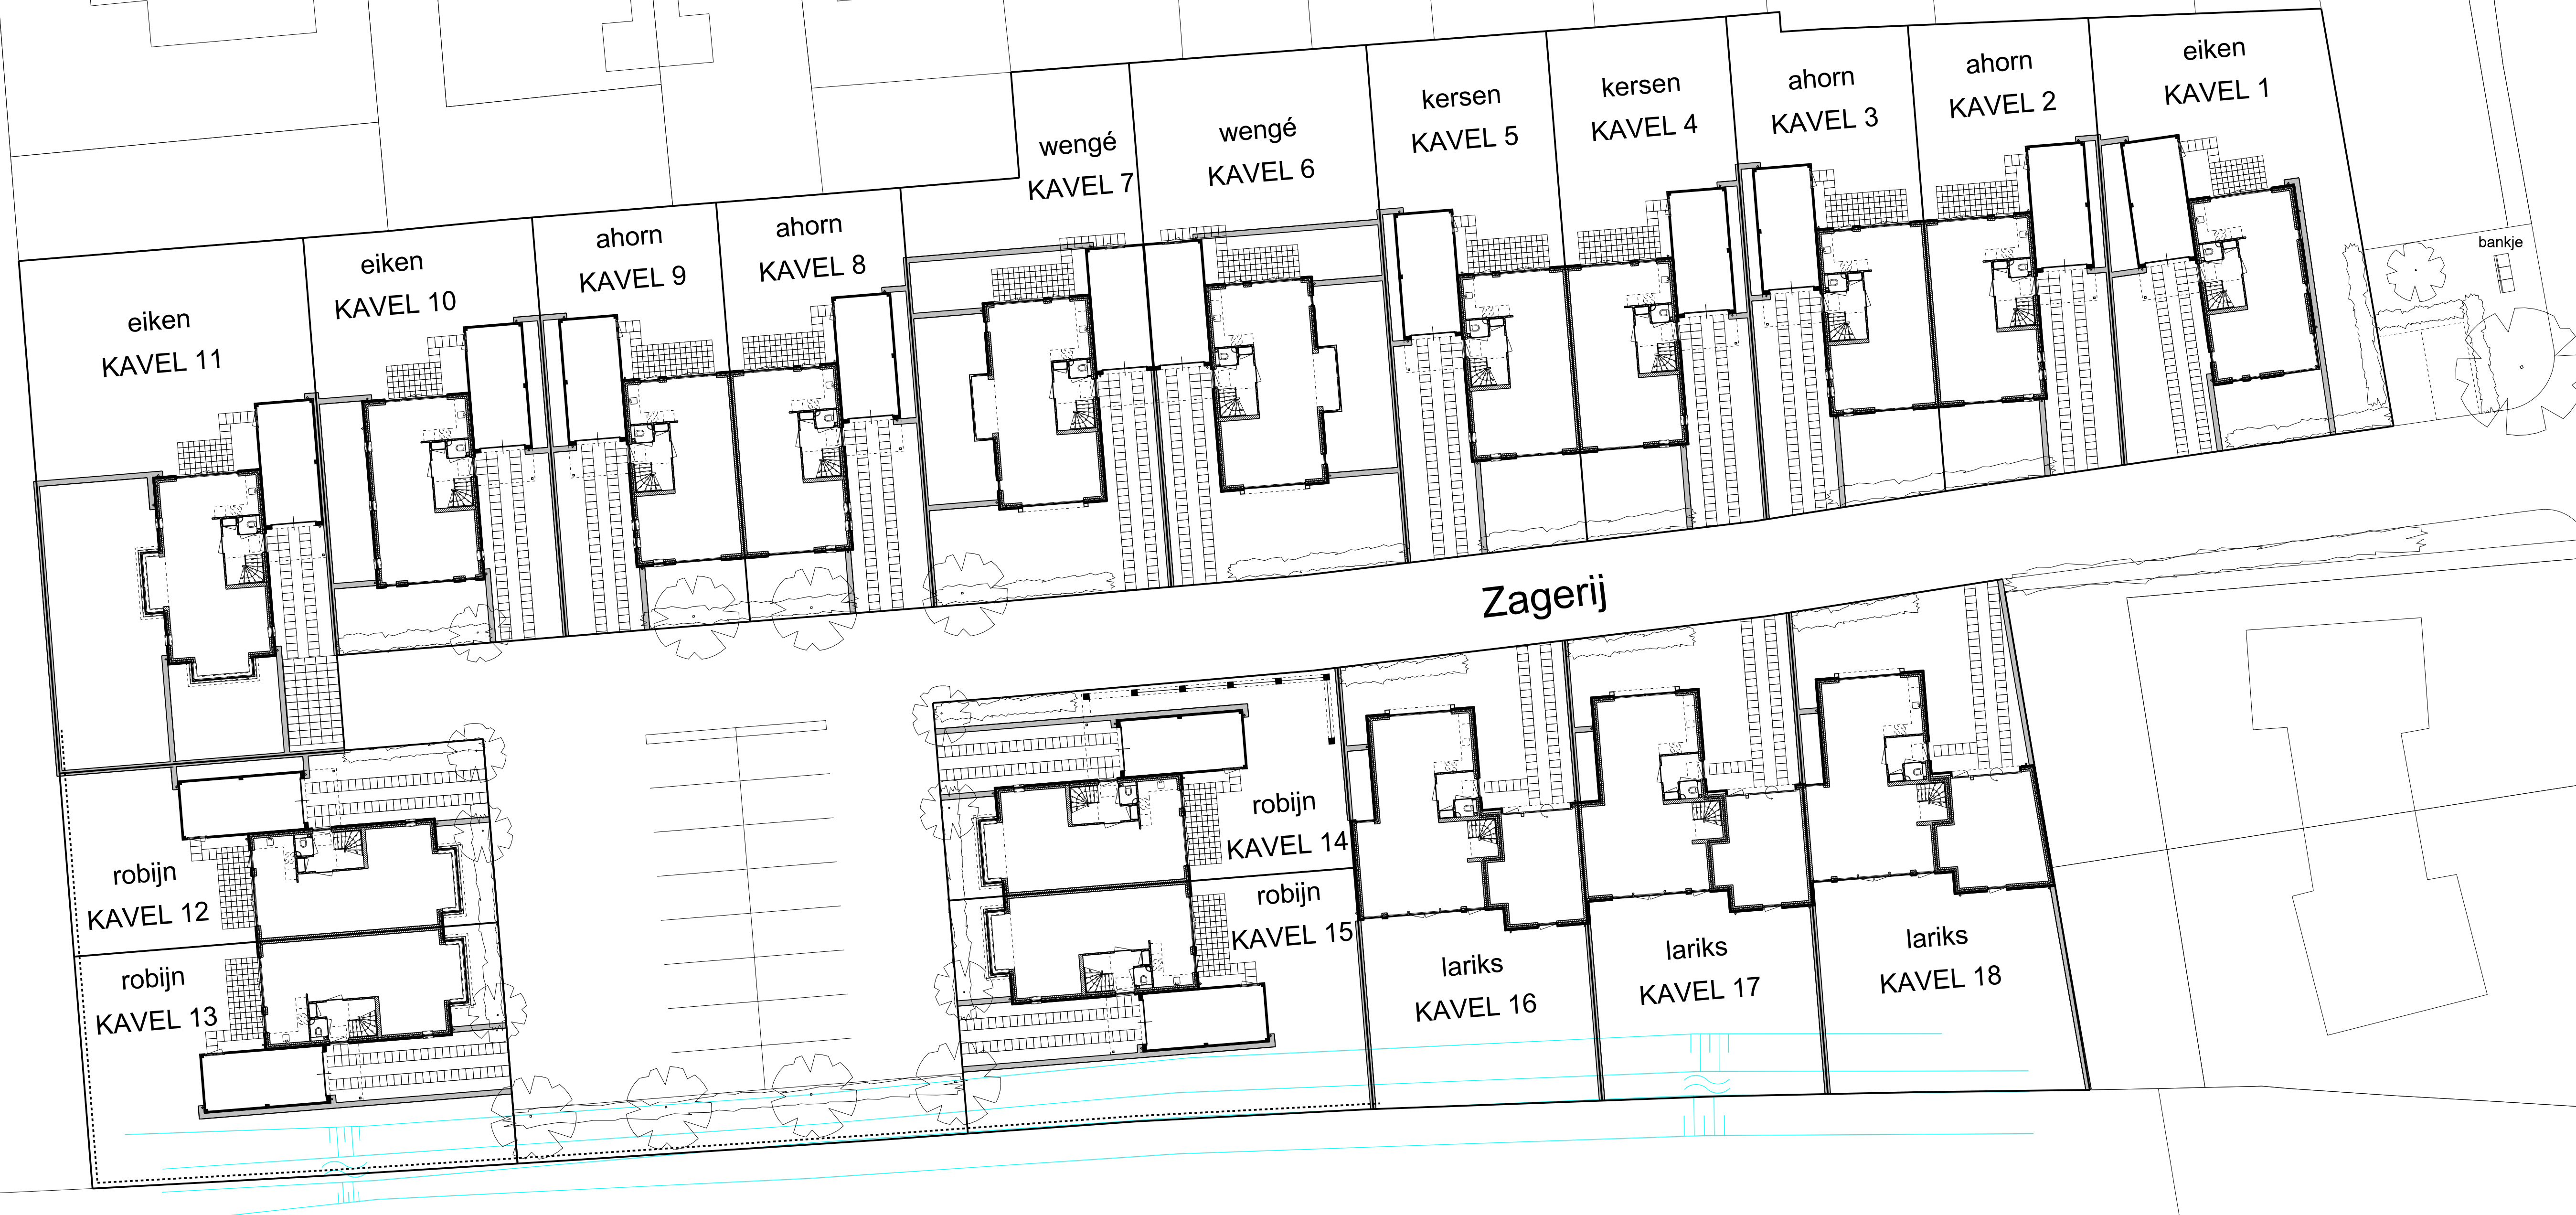 eiken
KAVEL 1
ahorn
KAVEL 2
ahorn
KAVEL 3
kersen
KAVEL 4
kersen
KAVEL 5
wengé
KAVEL 6
wengé
KAVEL 7
ahorn
KAVEL 8
ahorn
KAVEL 9
eiken
KAVEL 10
eiken
KAVEL 11
bankje
Zagerij
robijn
KAVEL 12
robijn
KAVEL 13
robijn
KAVEL 14
robijn
KAVEL 15
lariks
KAVEL 16
lariks
KAVEL 17
lariks
KAVEL 18